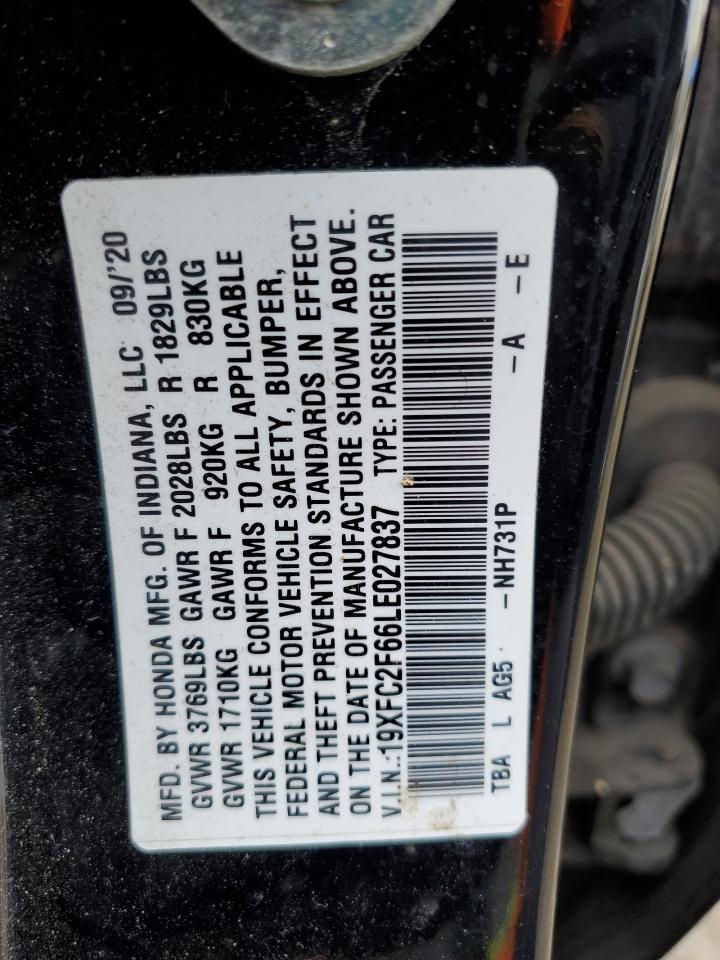 MFD. BY HONDA MFG. OF INDIANA, LLC 09/'20
GVWR 3769LBS GAWR F 2028LBS R 1829LBS
GVWR 1710KG GAWR F 920KG R 830KG
THIS VEHICLE CONFORMS TO ALL APPLICABLE
FEDERAL MOTOR VEHICLE SAFETY, BUMPER,
AND THEFT PREVENTION STANDARDS IN EFFECT
ON THE DATE OF MANUFACTURE SHOWN ABOVE.
V.I.N.:19XFC2F66LE027837 TYPE: PASSENGER CAR
TBA L AG5 -NH731P -A -E